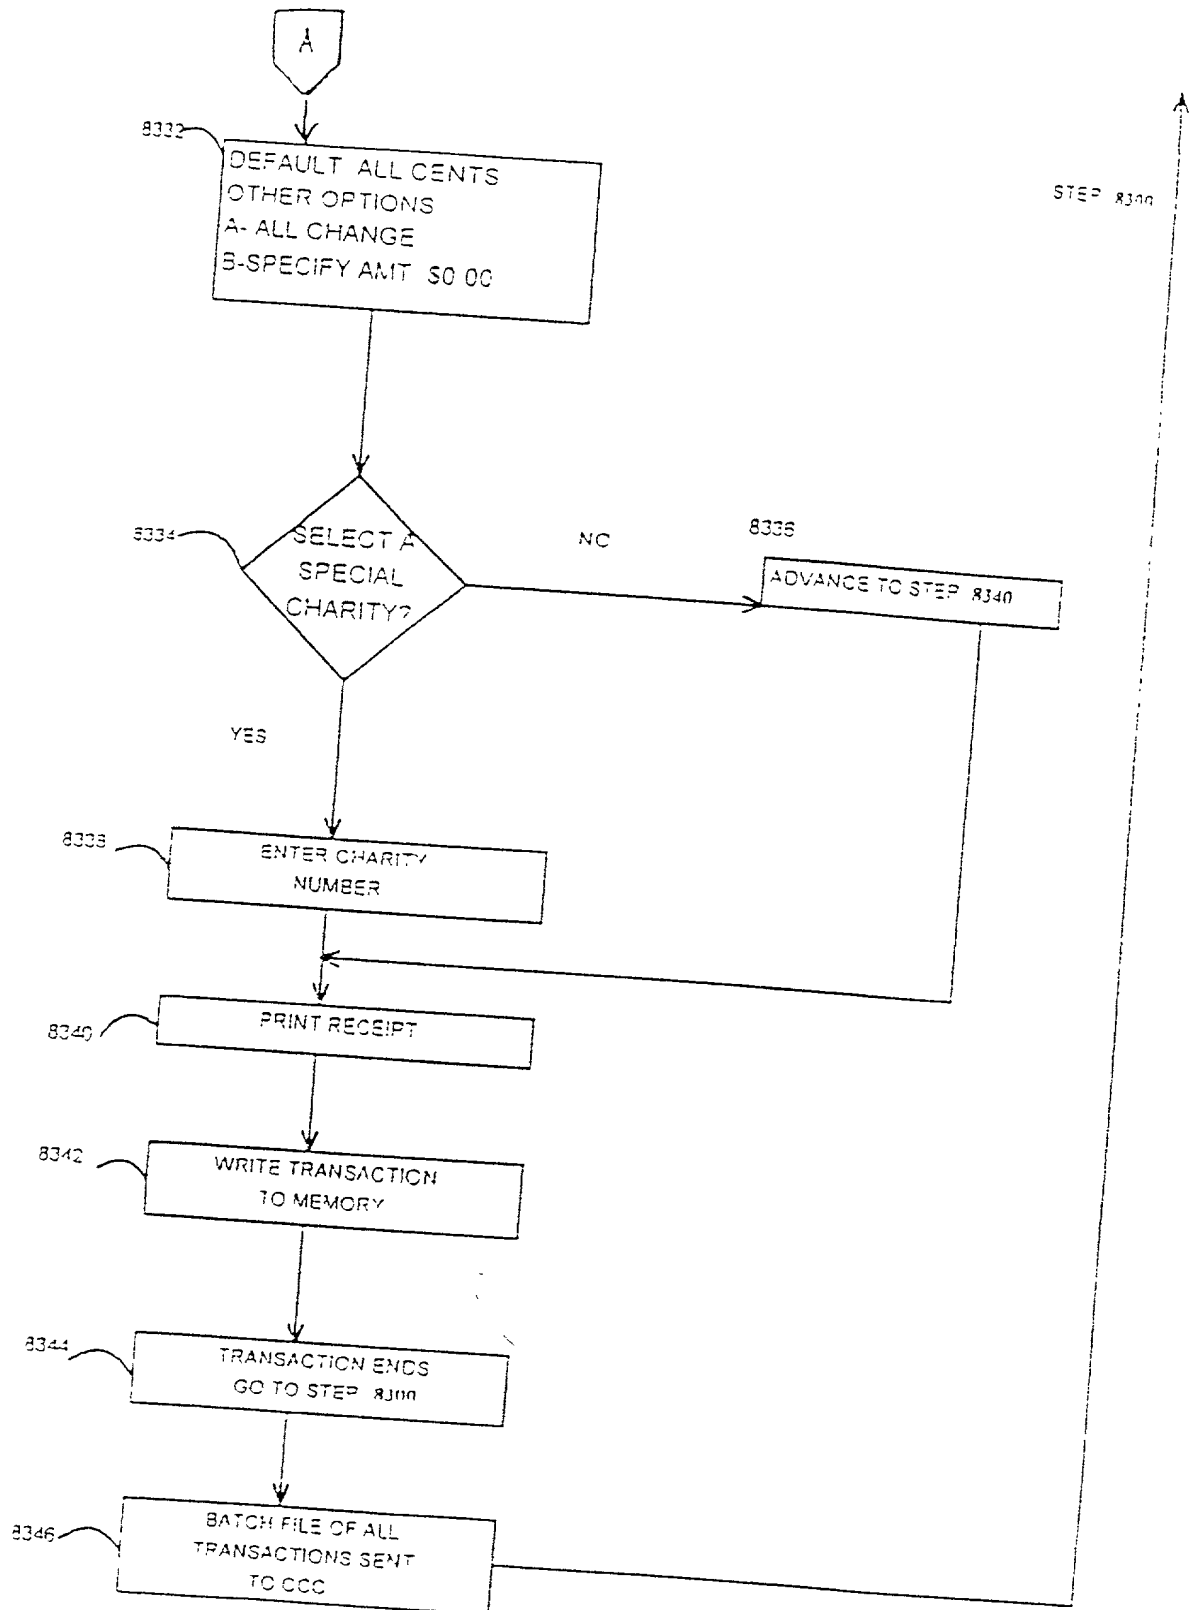 A
8332
DEFAULT ALL CENTS
OTHER OPTIONS
A- ALL CHANGE
B-SPECIFY AMT $0.00
STEP 8300
8334
SELECT A
SPECIAL
CHARITY?
NO
8336
ADVANCE TO STEP 8340
YES
8338
ENTER CHARITY
NUMBER
8340
PRINT RECEIPT
8342
WRITE TRANSACTION
TO MEMORY
8344
TRANSACTION ENDS
GO TO STEP 8300
8346
BATCH FILE OF ALL
TRANSACTIONS SENT
TO CCC